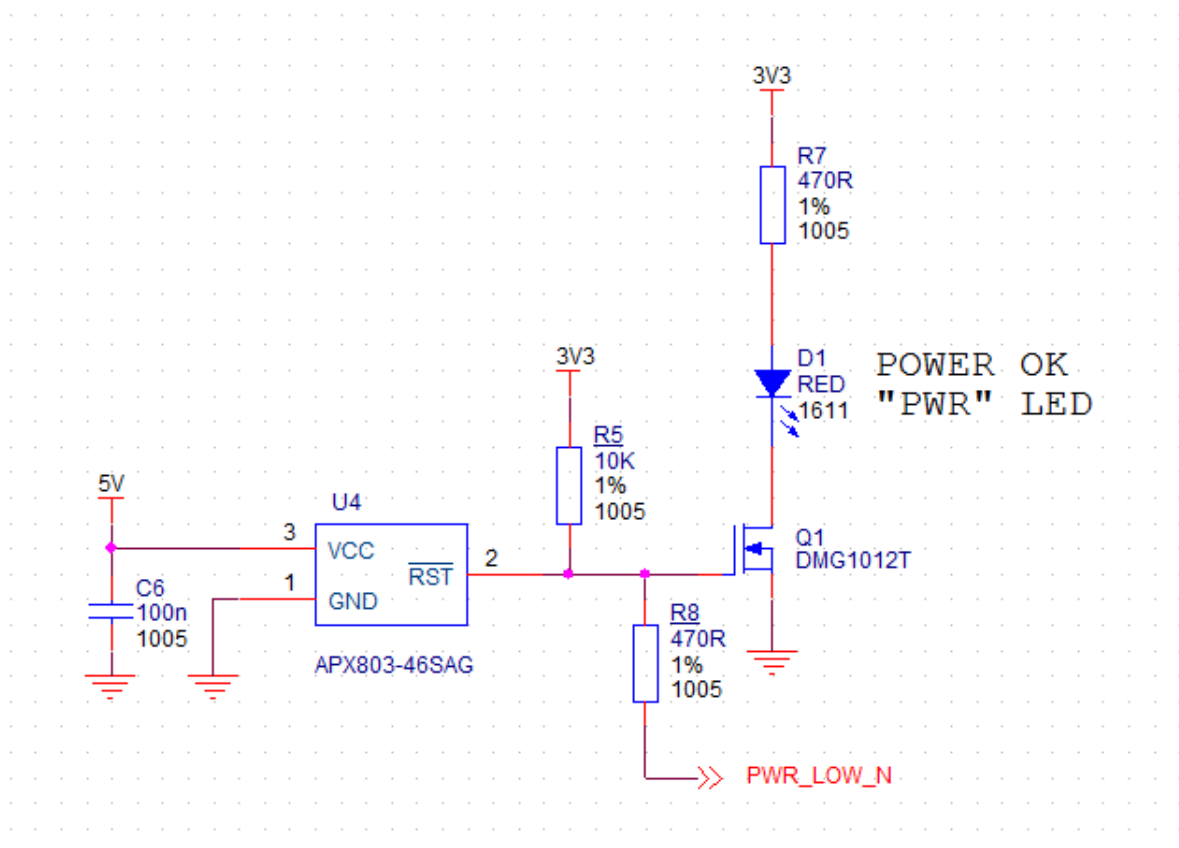 3V3
R7
470R
1%
1005
D1
RED
1611
POWER OK
"PWR" LED
3V3
R5
10K
1%
1005
5V
U4
3
VCC
RST
2
1
GND
C6
100n
1005
APX803-46SAG
Q1
DMG1012T
R8
470R
1%
1005
PWR_LOW_N